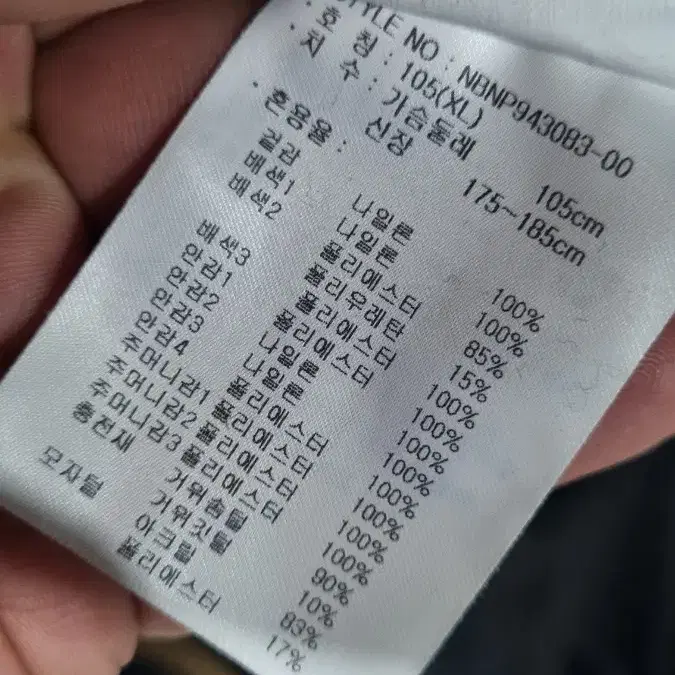 STYLE NO : NBNP943083-00
· 호 칭 : 105(XL)
· 치 수 : 가슴둘레 105cm
신장 175~185cm
· 혼용율 :
겉감 나일론 100%
배색1 나일론 100%
배색2 폴리에스터 85%
폴리우레탄 15%
배색3 폴리에스터 100%
안감1 폴리에스터 100%
안감2 나일론 100%
안감3 나일론 100%
안감4 폴리에스터 100%
주머니감1 폴리에스터 100%
주머니감2 폴리에스터 100%
주머니감3 폴리에스터 100%
충전재 거위솜털 90%
거위깃털 10%
모자털 아크릴 83%
폴리에스터 17%